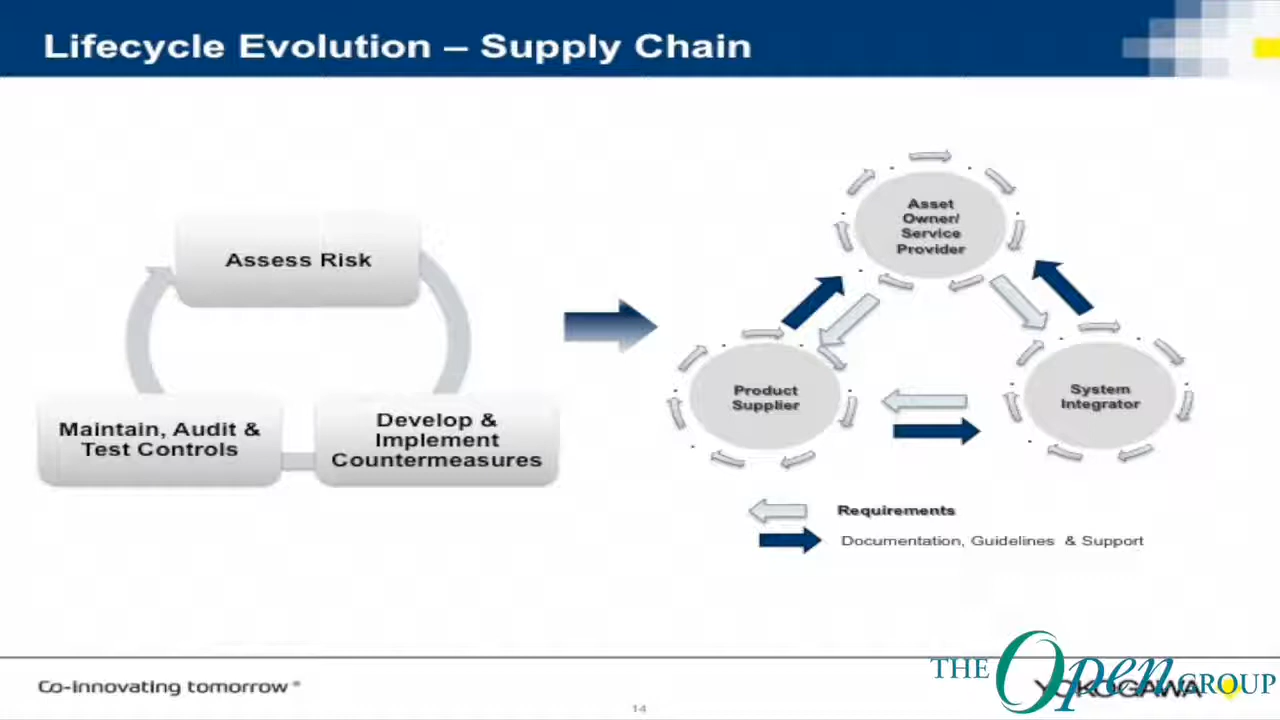 Lifecycle Evolution – Supply Chain
Assess Risk
Maintain, Audit &
Test Controls
Develop &
Implement
Countermeasures
Asset
Owner/
Service
Provider
Product
Supplier
System
Integrator
Requirements
Documentation, Guidelines & Support
Co-innovating tomorrow®
14
YOKOGAWA
THE Open GROUP